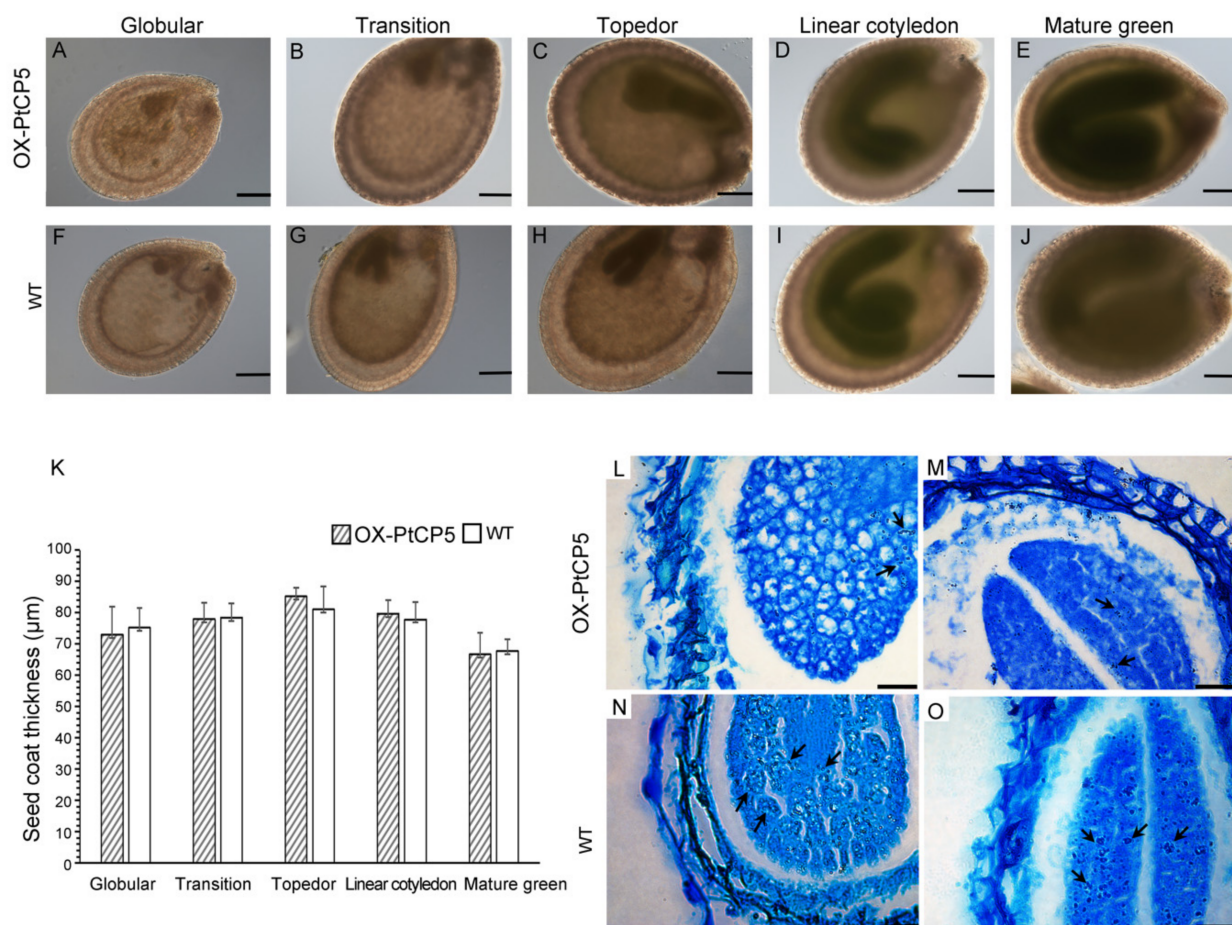 Globular Transition Topedor Linear cotyledon Mature green
OX-PtCP5
A B C D E
WT
F G H I J
K
OX-PtCP5 WT
Seed coat thickness (μm)
100
90
80
70
60
50
40
30
20
10
0
Globular Transition Topedor Linear cotyledon Mature green
OX-PtCP5
L M
WT
N O